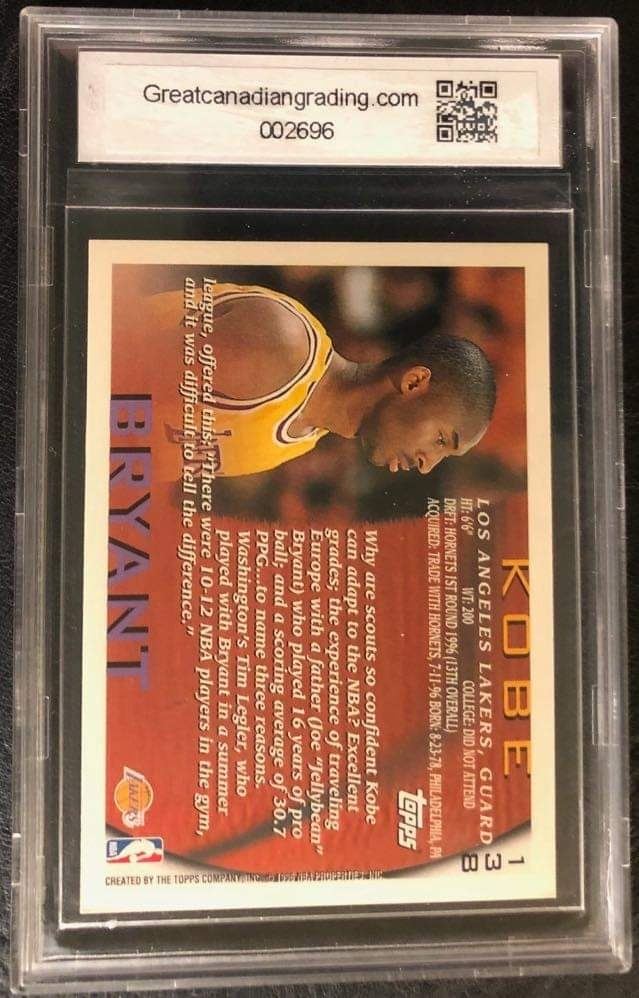 Greatcanadiangrading.com
002696
KOBE
138
LOS ANGELES LAKERS, GUARD
HT: 6'6" WT: 200 COLLEGE: DID NOT ATTEND
DRFT: HORNETS 1ST ROUND 1996 (13TH OVERALL)
ACQUIRED: TRADE WITH HORNETS, 7-11-96 BORN: 8-23-78, PHILADELPHIA, PA
topps
Why are scouts so confident Kobe
can adapt to the NBA? Excellent
grades; the experience of traveling
Europe with a father (Joe "Jellybean"
Bryant) who played 16 years of pro
ball; and a scoring average of 30.7
PPG...to name three reasons.
Washington's Tim Legler, who
played with Bryant in a summer
league, offered this: "There were 10-12 NBA players in the gym,
and it was difficult to tell the difference."
BRYANT
LAKERS
NBA
CREATED BY THE TOPPS COMPANY, INC. © 1996 NBA PROPERTIES, INC.